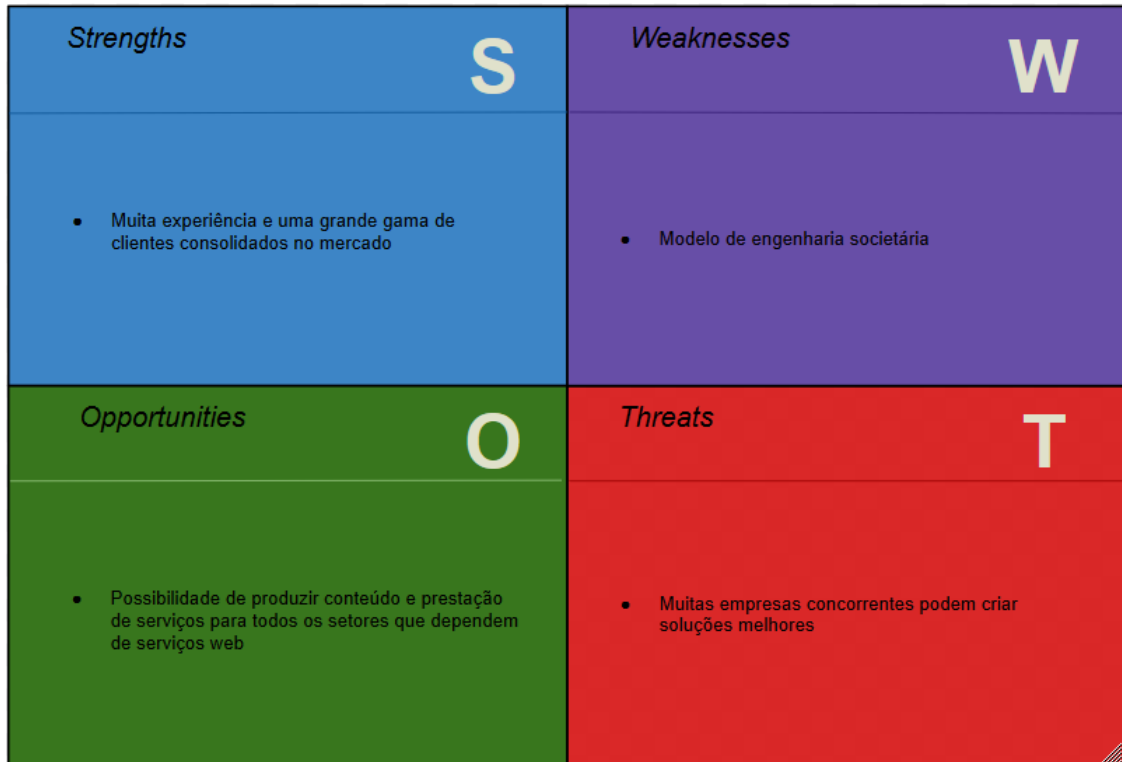 Strengths
S
• Muita experiência e uma grande gama de
clientes consolidados no mercado
Weaknesses
W
• Modelo de engenharia societária
Opportunities
O
• Possibilidade de produzir conteúdo e prestação
de serviços para todos os setores que dependem
de serviços web
Threats
T
• Muitas empresas concorrentes podem criar
soluções melhores